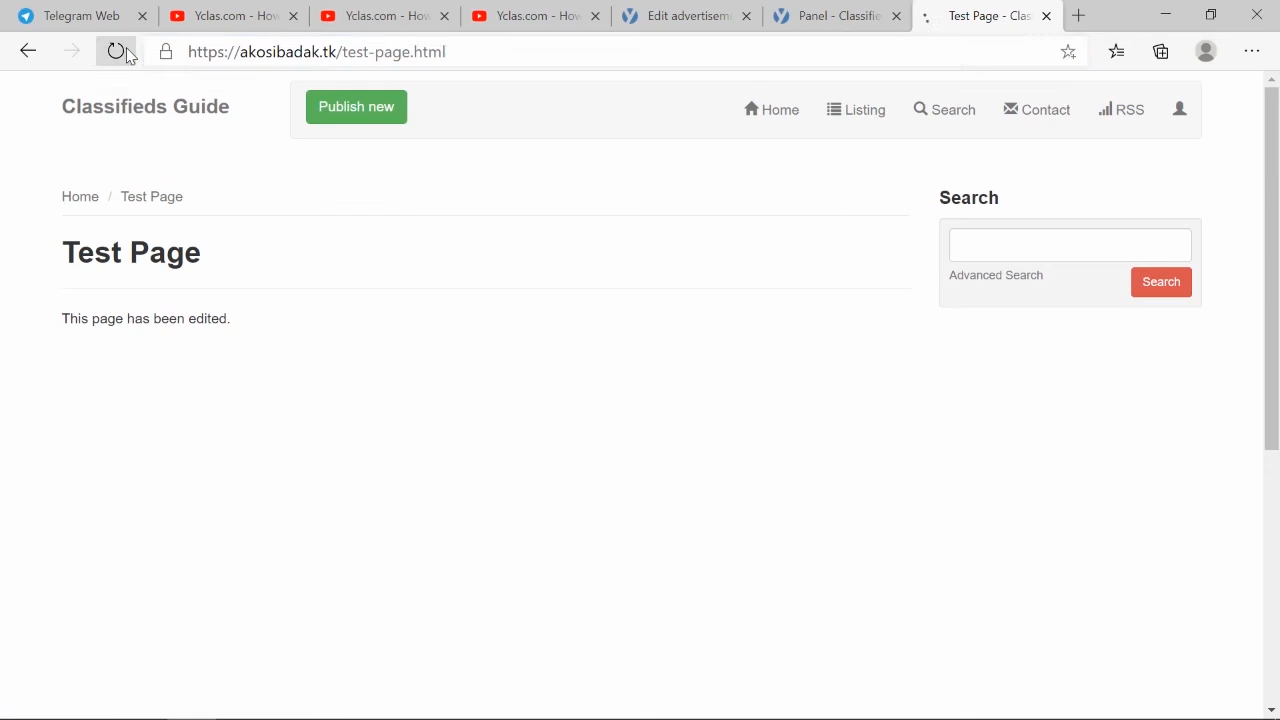 Telegram Web
Yclas.com - How
Yclas.com - How
Yclas.com - How
Edit advertisem
Panel - Classifie
Test Page - Clas
https://akosibadak.tk/test-page.html
Classifieds Guide
Publish new
Home
Listing
Search
Contact
RSS
Home / Test Page
Test Page
This page has been edited.
Search
Advanced Search
Search